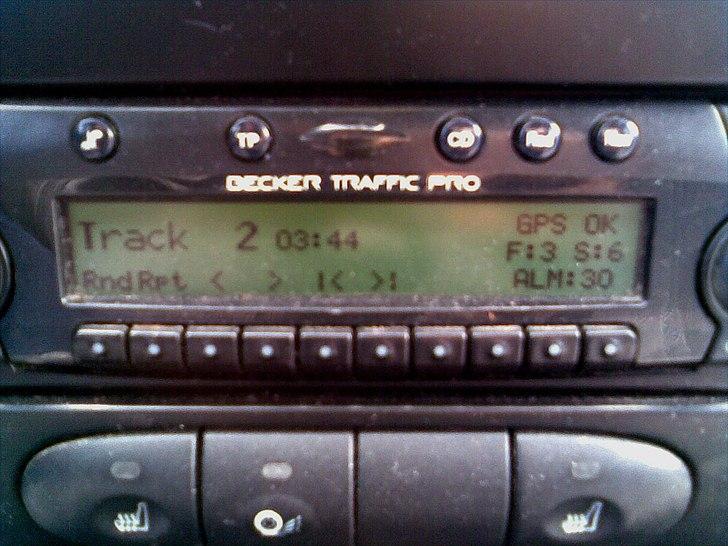 TP
CD
BECKER TRAFFIC PRO
Track 2 03:44
GPS OK
F:3 S:6
RndRpt < > |< >|
ALM:30